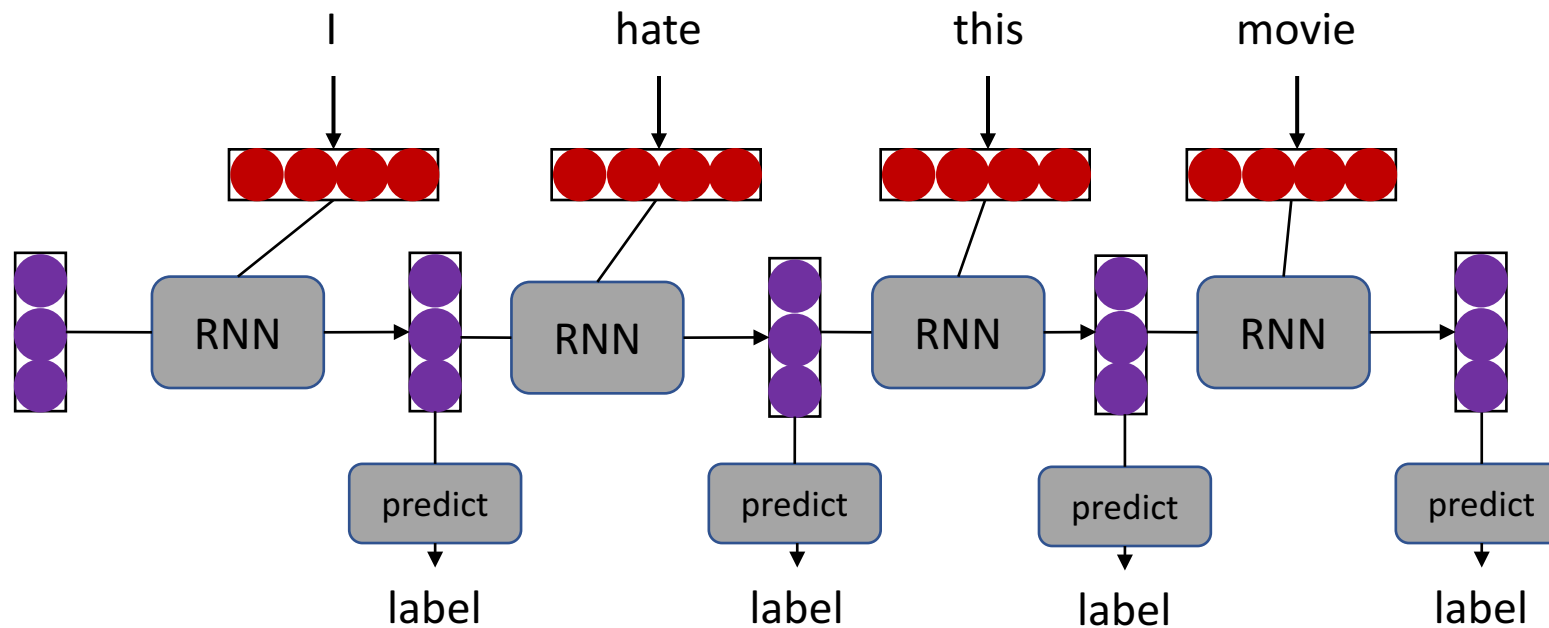 I hate this movie
RNN RNN RNN RNN
predict predict predict predict
label label label label